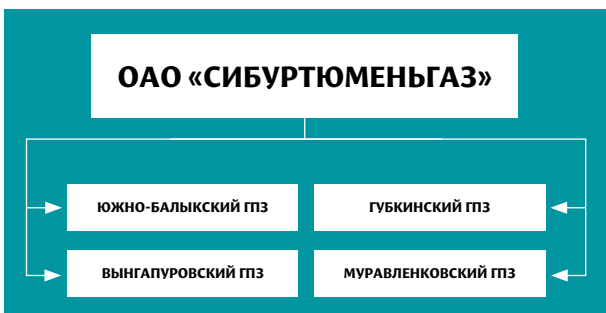 ОАО «СИБУРТЮМЕНЬГАЗ»
ЮЖНО-БАЛЫКСКИЙ ГПЗ
ГУБКИНСКИЙ ГПЗ
ВЫНГАПУРОВСКИЙ ГПЗ
МУРАВЛЕНКОВСКИЙ ГПЗ